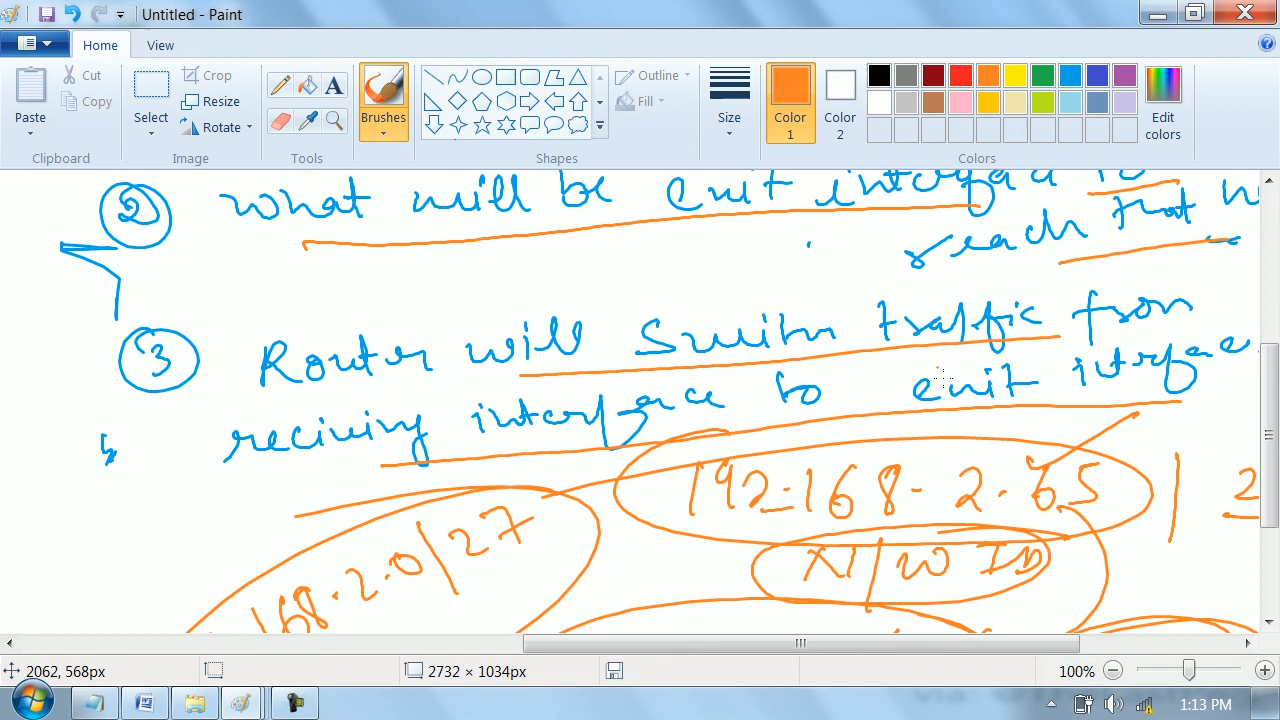 Untitled - Paint
Home View
Cut
Copy
Paste
Clipboard
Select
Crop
Resize
Rotate
Image
Tools
Brushes
Outline
Fill
Shapes
Size
Color 1
Color 2
Edit colors
Colors
2 What will be exit interface to
reach that n
3 Router will switch traffic from
reciving interface to exit interface
192.168.2.65 | 2
N/W ID
168.2.0/27
2062, 568px
2732 × 1034px
100%
1:13 PM